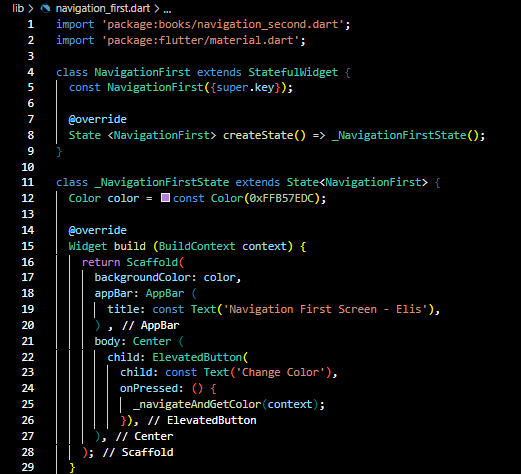 lib > navigation_first.dart > ...
1 import 'package:books/navigation_second.dart';
2 import 'package:flutter/material.dart';
3
4 class NavigationFirst extends StatefulWidget {
5 const NavigationFirst({super.key});
6
7 @override
8 State <NavigationFirst> createState() => _NavigationFirstState();
9 }
10
11 class _NavigationFirstState extends State<NavigationFirst> {
12 Color color = const Color(0xFFB57EDC);
13
14 @override
15 Widget build (BuildContext context) {
16 return Scaffold(
17 backgroundColor: color,
18 appBar: AppBar (
19 title: const Text('Navigation First Screen - Elis'),
20 ) , // AppBar
21 body: Center (
22 child: ElevatedButton(
23 child: const Text('Change Color'),
24 onPressed: () {
25 _navigateAndGetColor(context);
26 }), // ElevatedButton
27 ), // Center
28 ); // Scaffold
29 }